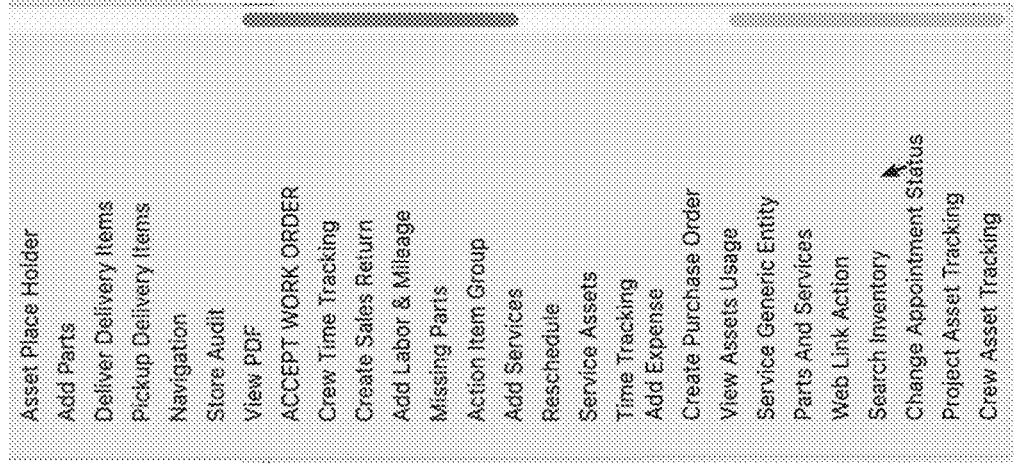 Asset Place Holder
Add Parts
Deliver Delivery Items
Pickup Delivery Items
Navigation
Store Audit
View PDF
ACCEPT WORK ORDER
Crew Time Tracking
Create Sales Return
Add Labor & Mileage
Missing Parts
Action Item Group
Add Services
Reschedule
Service Assets
Time Tracking
Add Expense
Create Purchase Order
View Assets Usage
Service Generic Entity
Parts And Services
Web Link Action
Search Inventory
Change Appointment Status
Project Asset Tracking
Crew Asset Tracking